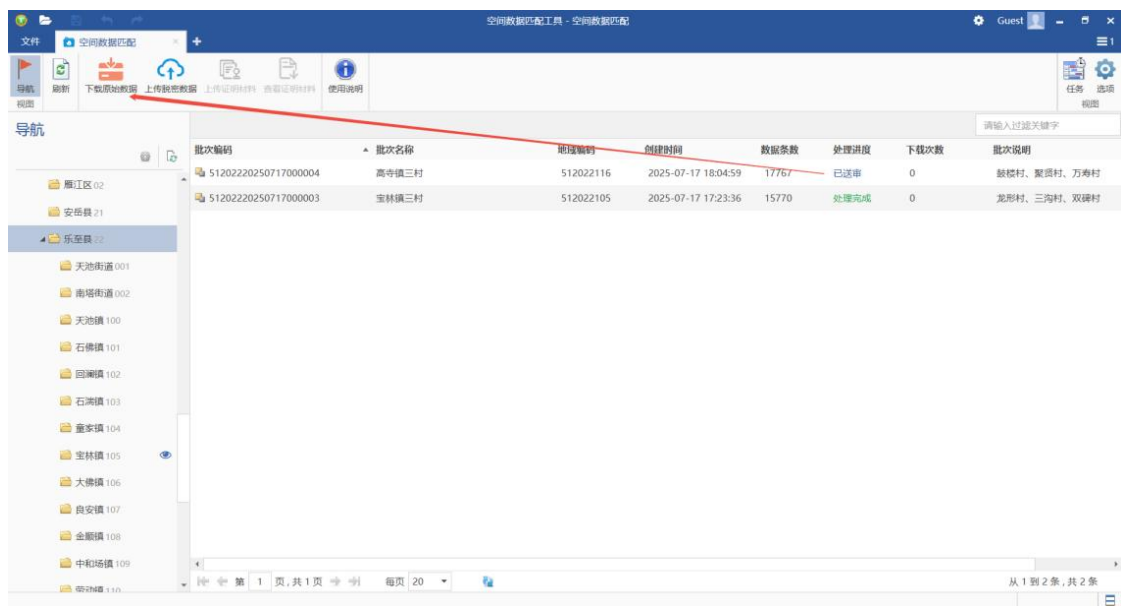 空间数据匹配工具 - 空间数据匹配
Guest
文件 空间数据匹配 1
导航 刷新 下载原始数据 上传脱密数据 上传证明材料 查看证明材料 使用说明 任务 选项
视图 视图
导航
请输入过滤关键字
批次编码 批次名称 地理编码 创建时间 数据条数 处理进度 下载次数 批次说明
51202220250717000004 高寺镇三村 512022116 2025-07-17 18:04:59 17767 已送审 0 鼓楼村、聚贤村、万寿村
51202220250717000003 宝林镇三村 512022105 2025-07-17 17:23:36 15770 处理完成 0 龙形村、三沟村、双碑村
雁江区 02
安岳县 21
乐至县 22
天池街道 001
南塔街道 002
天池镇 100
石佛镇 101
回澜镇 102
石湍镇 103
童家镇 104
宝林镇 105
大佛镇 106
良安镇 107
金顺镇 108
中和场镇 109
劳动镇 110
第 1 页,共 1 页 每页 20
从 1 到 2 条,共 2 条